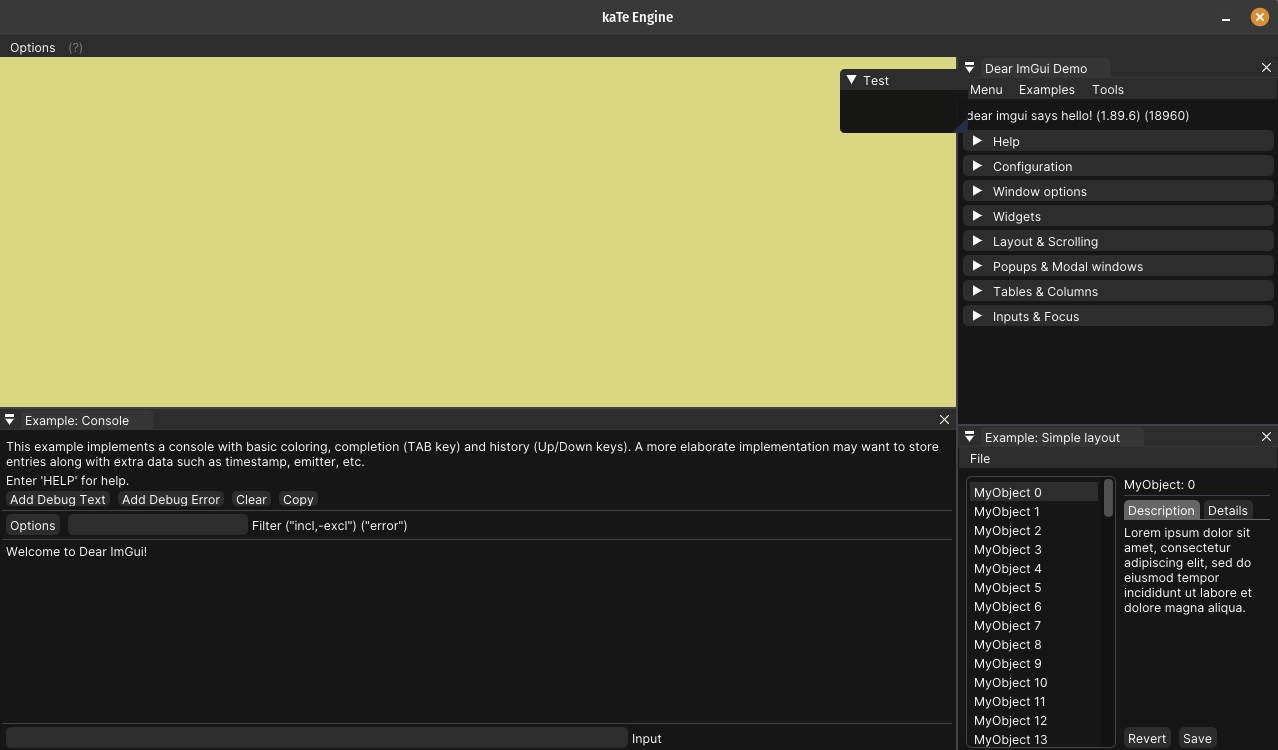 kaTe Engine
Options (?)
Test
Dear ImGui Demo
Menu Examples Tools
dear imgui says hello! (1.89.6) (18960)
Help
Configuration
Window options
Widgets
Layout & Scrolling
Popups & Modal windows
Tables & Columns
Inputs & Focus
Example: Console
This example implements a console with basic coloring, completion (TAB key) and history (Up/Down keys). A more elaborate implementation may want to store
entries along with extra data such as timestamp, emitter, etc.
Enter 'HELP' for help.
Add Debug Text Add Debug Error Clear Copy
Options Filter ("incl,-excl") ("error")
Welcome to Dear ImGui!
Input
Example: Simple layout
File
MyObject 0
MyObject 1
MyObject 2
MyObject 3
MyObject 4
MyObject 5
MyObject 6
MyObject 7
MyObject 8
MyObject 9
MyObject 10
MyObject 11
MyObject 12
MyObject 13
MyObject: 0
Description Details
Lorem ipsum dolor sit
amet, consectetur
adipiscing elit, sed do
eiusmod tempor
incididunt ut labore et
dolore magna aliqua.
Revert Save